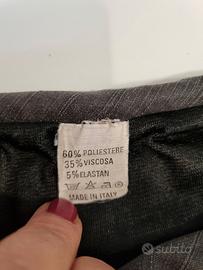 60% POLIESTERE
35% VISCOSA
5% ELASTAN
MADE IN ITALY
subito